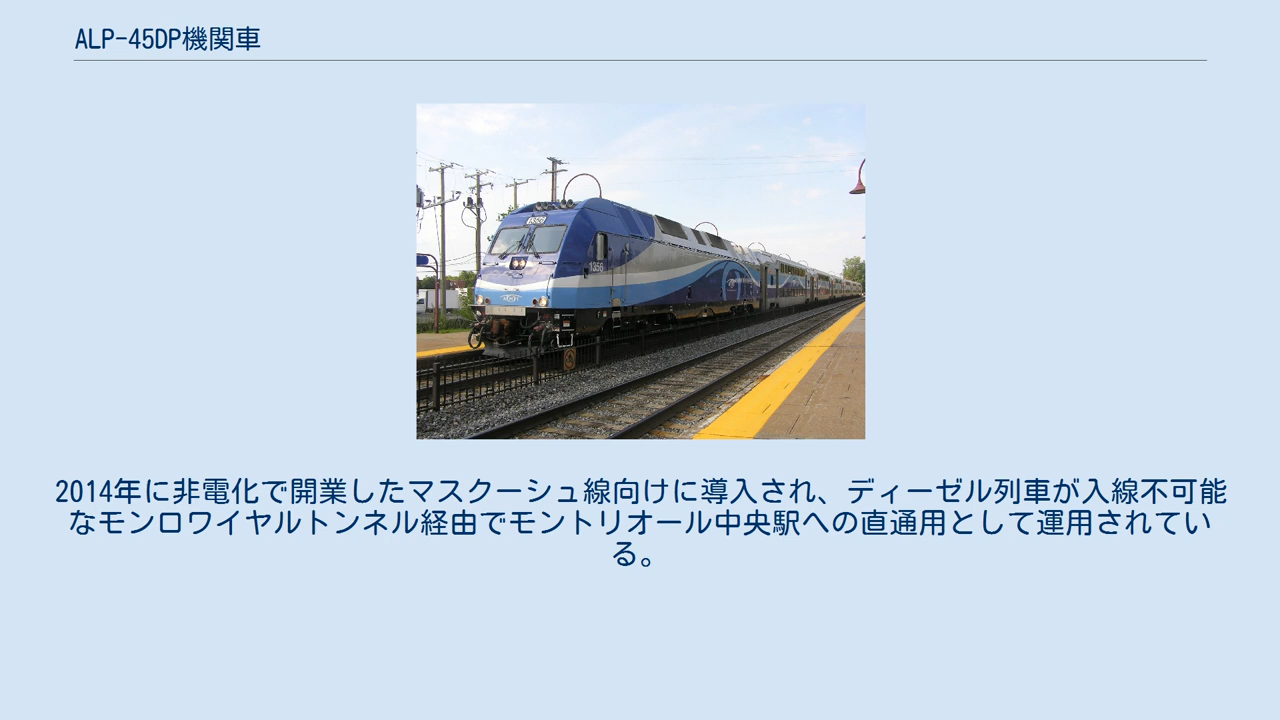 ALP-45DP機関車
1356
1356
2014年に非電化で開業したマスクーシュ線向けに導入され、ディーゼル列車が入線不可能
なモンロワイヤルトンネル経由でモントリオール中央駅への直通用として運用されてい
る。